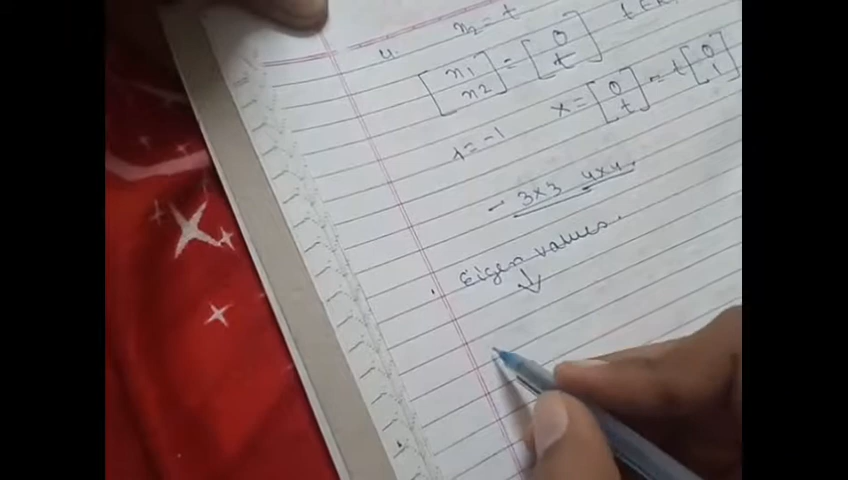 x2 = t
[x1 x2] = [0 t] t∈R
x = [0 t] = t[0 1]
λ = -1
- 3x3 4x4
Eigen values.